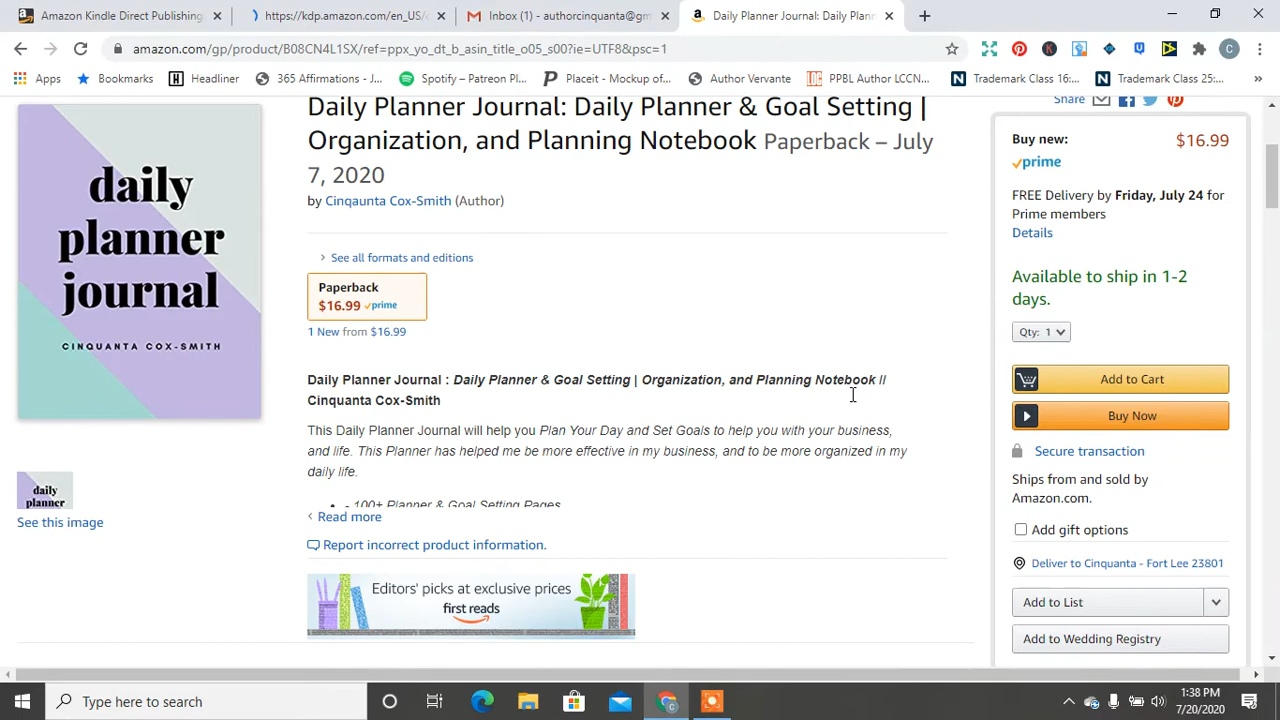 Amazon Kindle Direct Publishing
https://kdp.amazon.com/en_US/
Inbox (1) - authorcinquanta@gm
Daily Planner Journal: Daily Plann
amazon.com/gp/product/B08CN4L1SX/ref=ppx_yo_dt_b_asin_title_o05_s00?ie=UTF8&psc=1
Apps
Bookmarks
Headliner
365 Affirmations - J...
Spotify – Patreon Pl...
Placeit - Mockup of...
Author Vervante
PPBL Author LCCN...
Trademark Class 16:...
Trademark Class 25:...
»
Share
Daily Planner Journal: Daily Planner & Goal Setting |
Organization, and Planning Notebook Paperback – July
7, 2020
by Cinqaunta Cox-Smith (Author)
daily
planner
journal
CINQUANTA COX-SMITH
daily
planner
See this image
See all formats and editions
Paperback
$16.99 prime
1 New from $16.99
Daily Planner Journal : Daily Planner & Goal Setting | Organization, and Planning Notebook //
Cinquanta Cox-Smith
This Daily Planner Journal will help you Plan Your Day and Set Goals to help you with your business,
and life. This Planner has helped me be more effective in my business, and to be more organized in my
daily life.
• - 100+ Planner & Goal Setting Pages
Read more
Report incorrect product information.
Editors' picks at exclusive prices
first reads
Buy new:
$16.99
prime
FREE Delivery by Friday, July 24 for
Prime members
Details
Available to ship in 1-2
days.
Qty: 1
Add to Cart
Buy Now
Secure transaction
Ships from and sold by
Amazon.com.
Add gift options
Deliver to Cinquanta - Fort Lee 23801
Add to List
Add to Wedding Registry
Type here to search
1:38 PM
7/20/2020